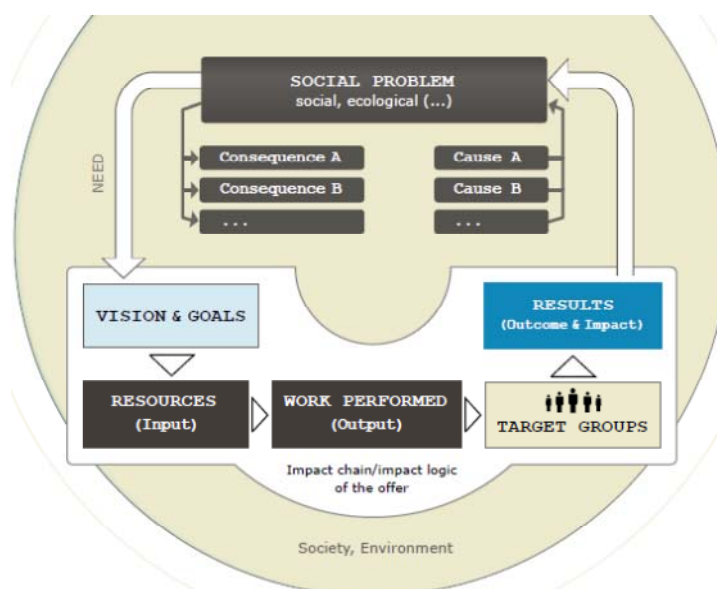 SOCIAL PROBLEM
social, ecological (...)
Consequence A
Cause A
Consequence B
Cause B
...
...
NEED
VISION & GOALS
RESULTS
(Outcome & Impact)
RESOURCES
(Input)
WORK PERFORMED
(Output)
TARGET GROUPS
Impact chain/impact logic
of the offer
Society, Environment